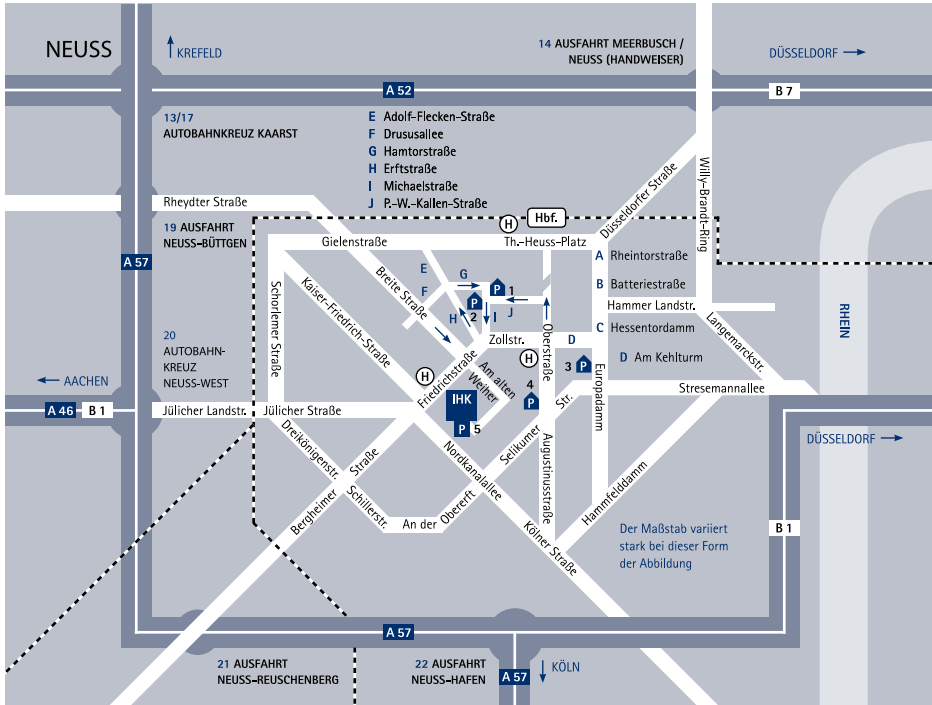 NEUSS
KREFELD
14 AUSFAHRT MEERBUSCH /
NEUSS (HANDWEISER)
DÜSSELDORF
A 52
B 7
13/17
AUTOBAHNKREUZ KAARST
E Adolf-Flecken-Straße
F Drususallee
G Hamtorstraße
H Erftstraße
I Michaelstraße
J P.-W.-Kallen-Straße
Rheydter Straße
Düsseldorfer Straße
Willy-Brandt-Ring
19 AUSFAHRT
NEUSS-BÜTTGEN
H
Hbf.
Gielenstraße
Th.-Heuss-Platz
A Rheintorstraße
A 57
E
G
P 1
B Batteriestraße
F
P
2
J
I
H
Hammer Landstr.
RHEIN
Schorlemer Straße
Kaiser-Friedrich-Straße
Breite Straße
Oberstraße
C Hessentordamm
Langemarckstr.
20
AUTOBAHN-
KREUZ
NEUSS-WEST
Zollstr.
D
D Am Kehlturm
H
3 P
AACHEN
H
Friedrichstraße
Am alten
Weiher
4
P
Europadamm
Stresemannallee
A 46
B 1
Jülicher Landstr.
Jülicher Straße
IHK
P 5
Selikumer
Str.
DÜSSELDORF
Dreikönigenstr.
Bergheimer
Straße
Schillerstr.
An der
Obererft
Nordkanalallee
Augustinusstraße
Hammfelddamm
Kölner Straße
Der Maßstab variiert
stark bei dieser Form
der Abbildung
B 1
A 57
21 AUSFAHRT
NEUSS-REUSCHENBERG
22 AUSFAHRT
NEUSS-HAFEN
A 57
KÖLN